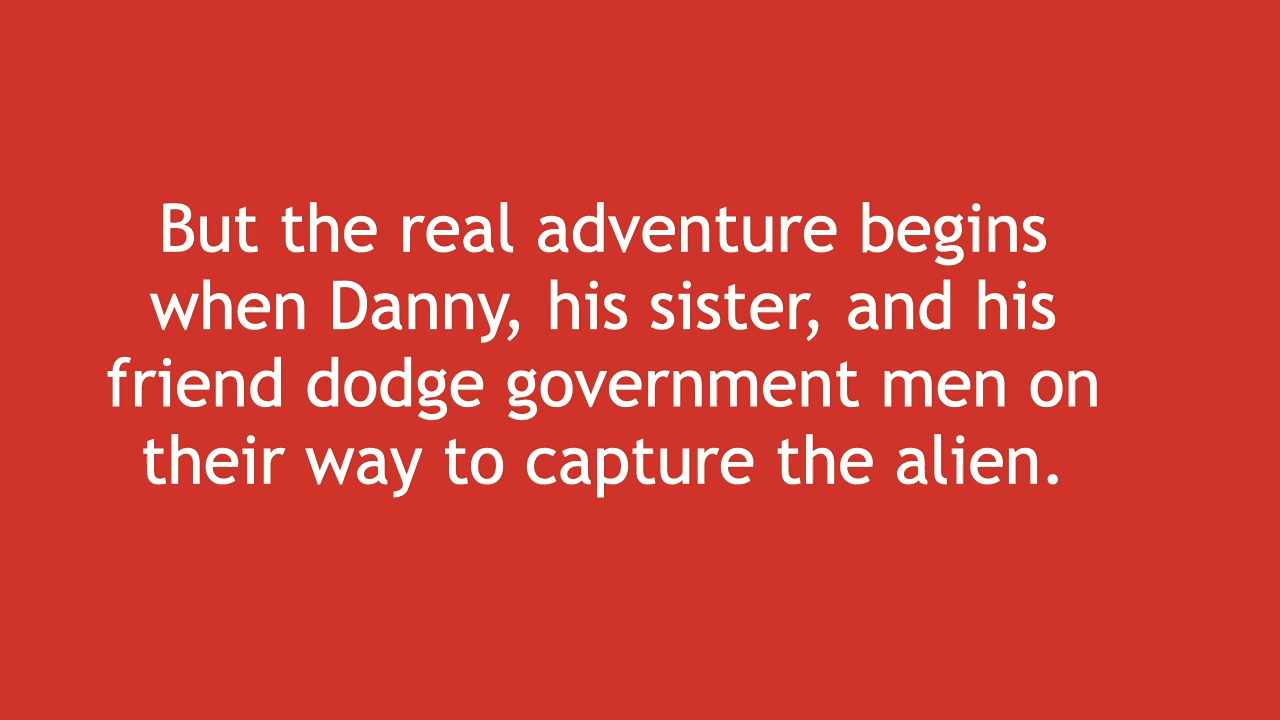 But the real adventure begins
when Danny, his sister, and his
friend dodge government men on
their way to capture the alien.